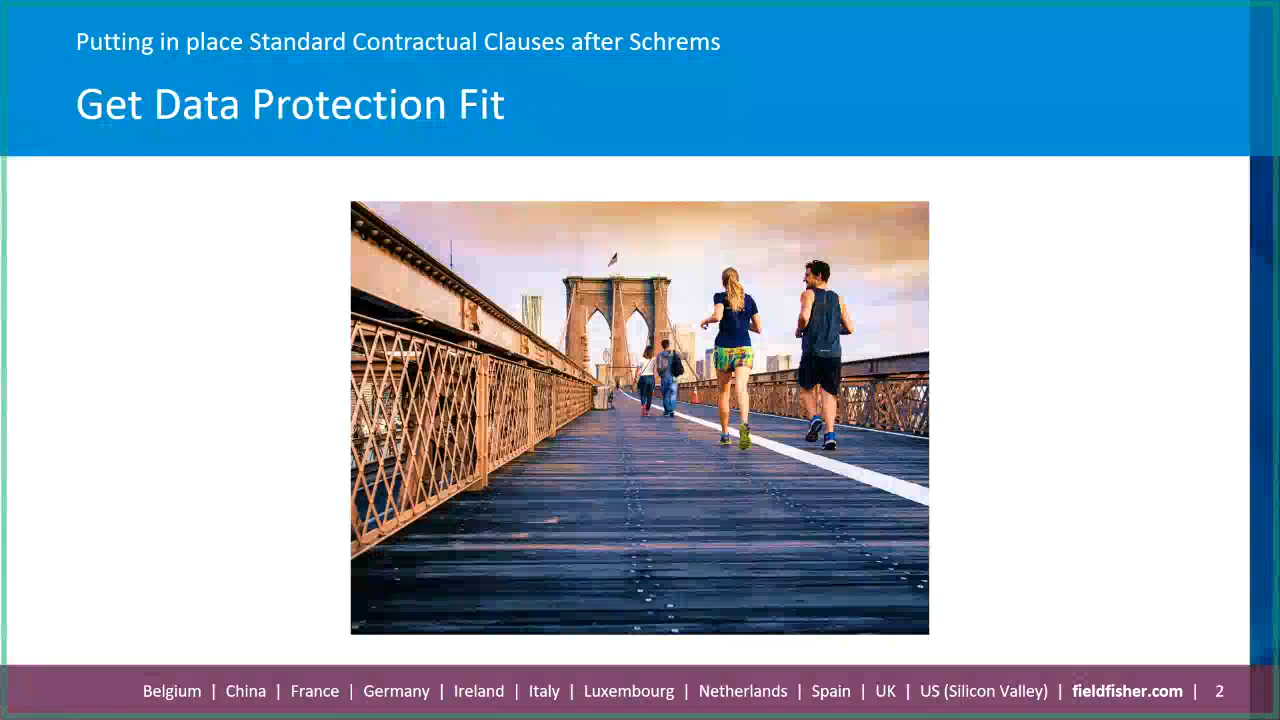 Putting in place Standard Contractual Clauses after Schrems
Get Data Protection Fit
Belgium | China | France | Germany | Ireland | Italy | Luxembourg | Netherlands | Spain | UK | US (Silicon Valley) | fieldfisher.com | 2